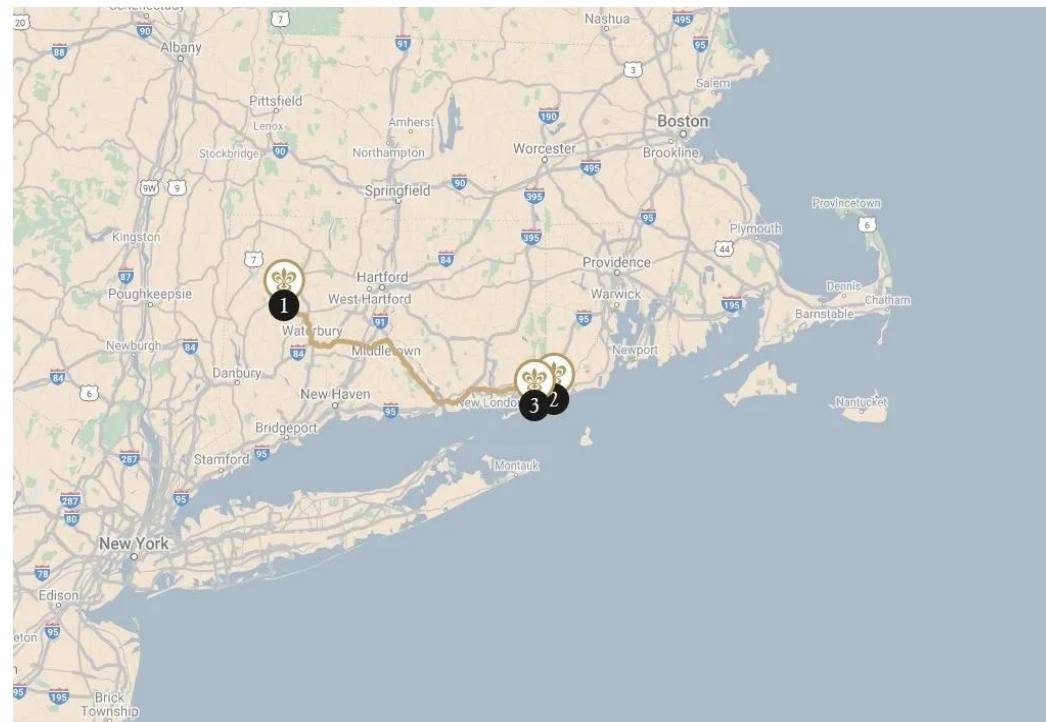 20
7
90
Albany
88
91
Nashua
495
95
3
Salem
Pittsfield
Lenox
Stockbridge
90
Amherst
Northampton
190
Boston
Worcester
Brookline
495
9W
9
Springfield
90
395
95
Provincetown
6
Kingston
7
84
395
44
Plymouth
87
Poughkeepsie
Hartford
West Hartford
Providence
Warwick
195
Dennis
Chatham
Barnstable
1
91
95
Waterbury
Newburgh
84
84
Middletown
Newport
84
6
Danbury
New Haven
95
New London
3
2
Nantucket
Bridgeport
287
Stamford
95
Montauk
287
95
80
New York
78
Edison
95
95
195
Brick
Township